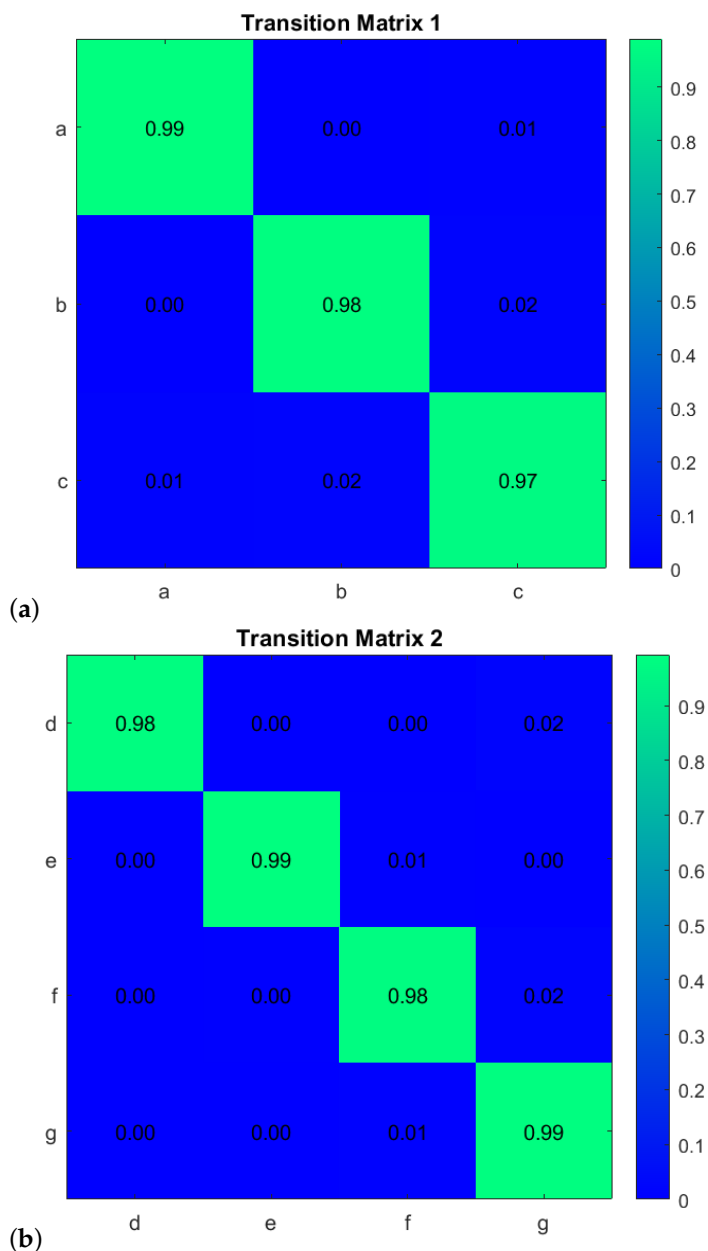 Transition Matrix 1
a 0.99 0.00 0.01
b 0.00 0.98 0.02
c 0.01 0.02 0.97
a b c
0.9
0.8
0.7
0.6
0.5
0.4
0.3
0.2
0.1
0
(a)
Transition Matrix 2
d 0.98 0.00 0.00 0.02
e 0.00 0.99 0.01 0.00
f 0.00 0.00 0.98 0.02
g 0.00 0.00 0.01 0.99
d e f g
0.9
0.8
0.7
0.6
0.5
0.4
0.3
0.2
0.1
0
(b)